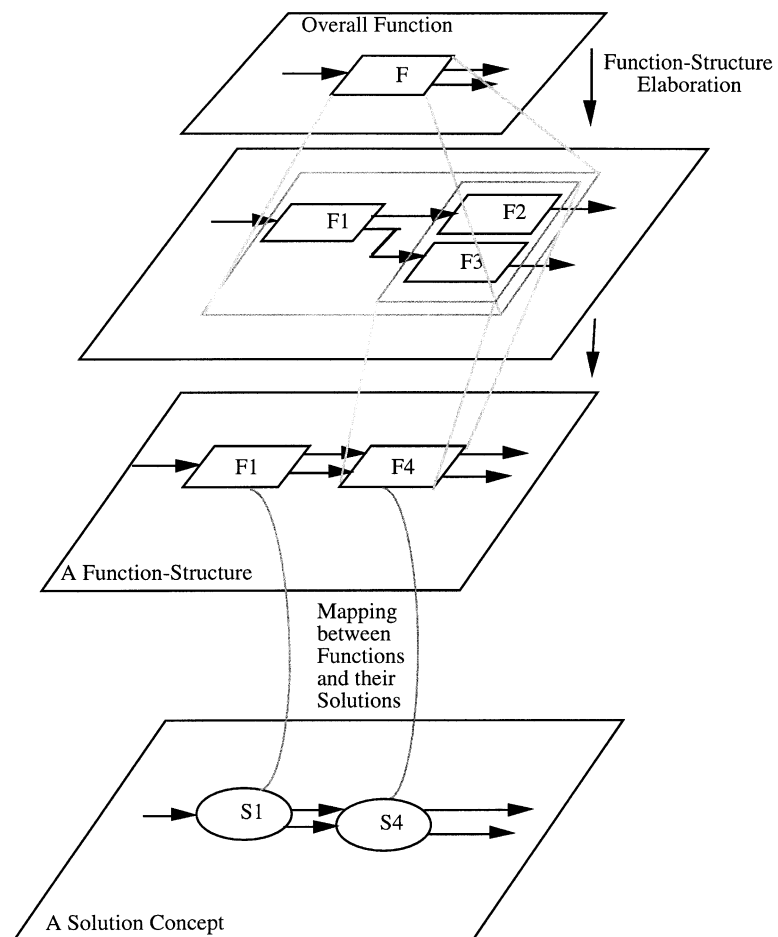 Overall Function
F
Function-Structure
Elaboration
F1
F2
F3
F1
F4
A Function-Structure
Mapping
between
Functions
and their
Solutions
S1
S4
A Solution Concept